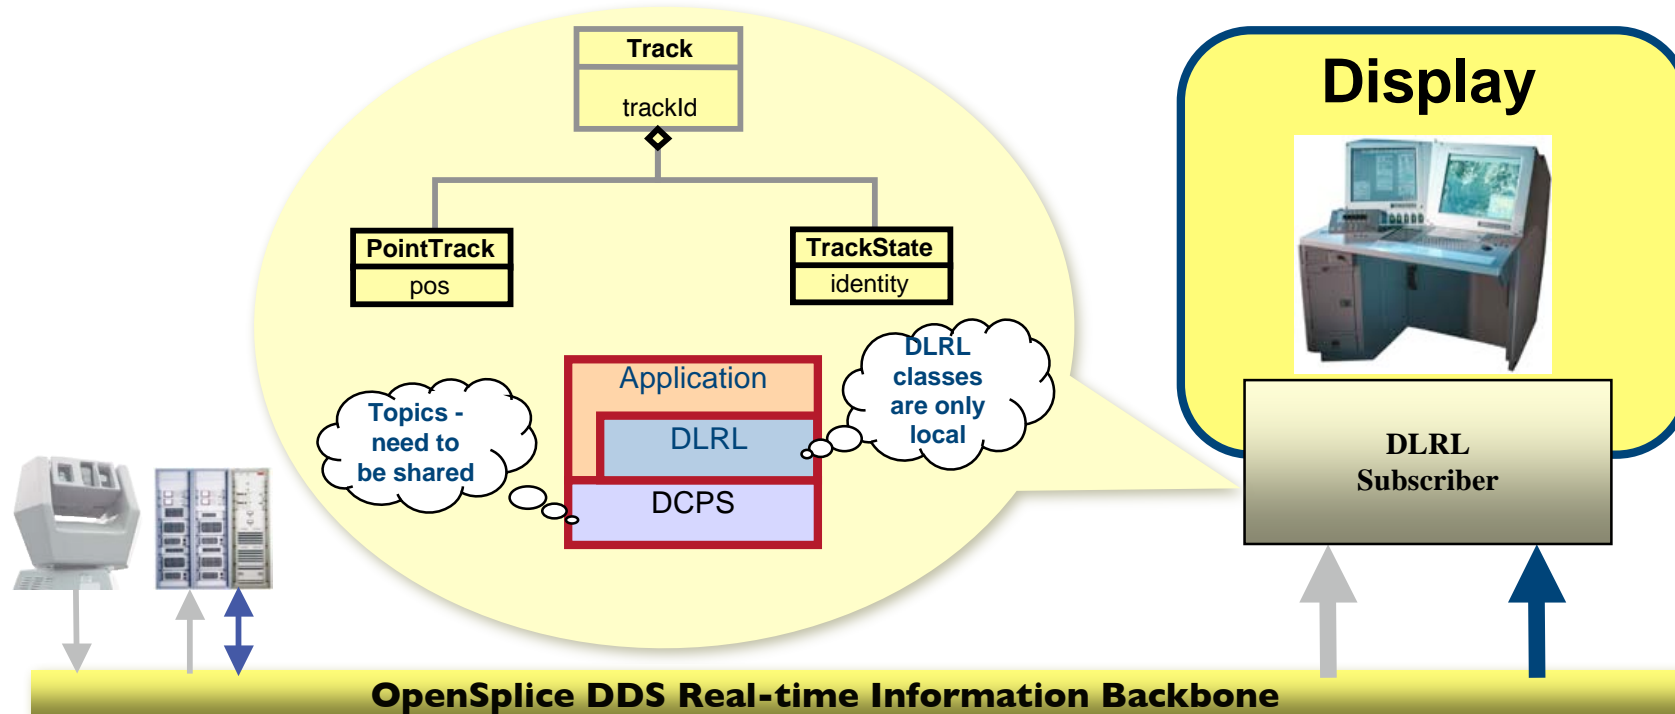 Track
trackId
PointTrack
pos
TrackState
identity
Display
Application
DLRL
DCPS
Topics -
need to
be shared
DLRL
classes
are only
local
DLRL
Subscriber
OpenSplice DDS Real-time Information Backbone